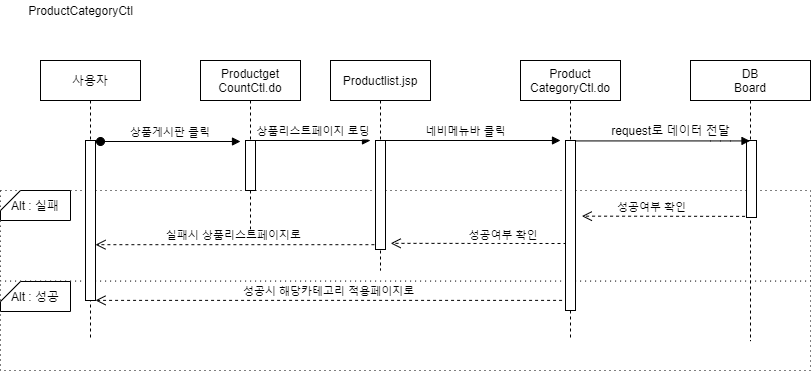 ProductCategoryCtl
사용자
Productget
CountCtl.do
Productlist.jsp
Product
CategoryCtl.do
DB
Board
상품게시판 클릭
상품리스트페이지 로딩
네비메뉴바 클릭
request로 데이터 전달
Alt : 실패
성공여부 확인
실패시 상품리스트페이지로
성공여부 확인
Alt : 성공
성공시 해당카테고리 적용페이지로